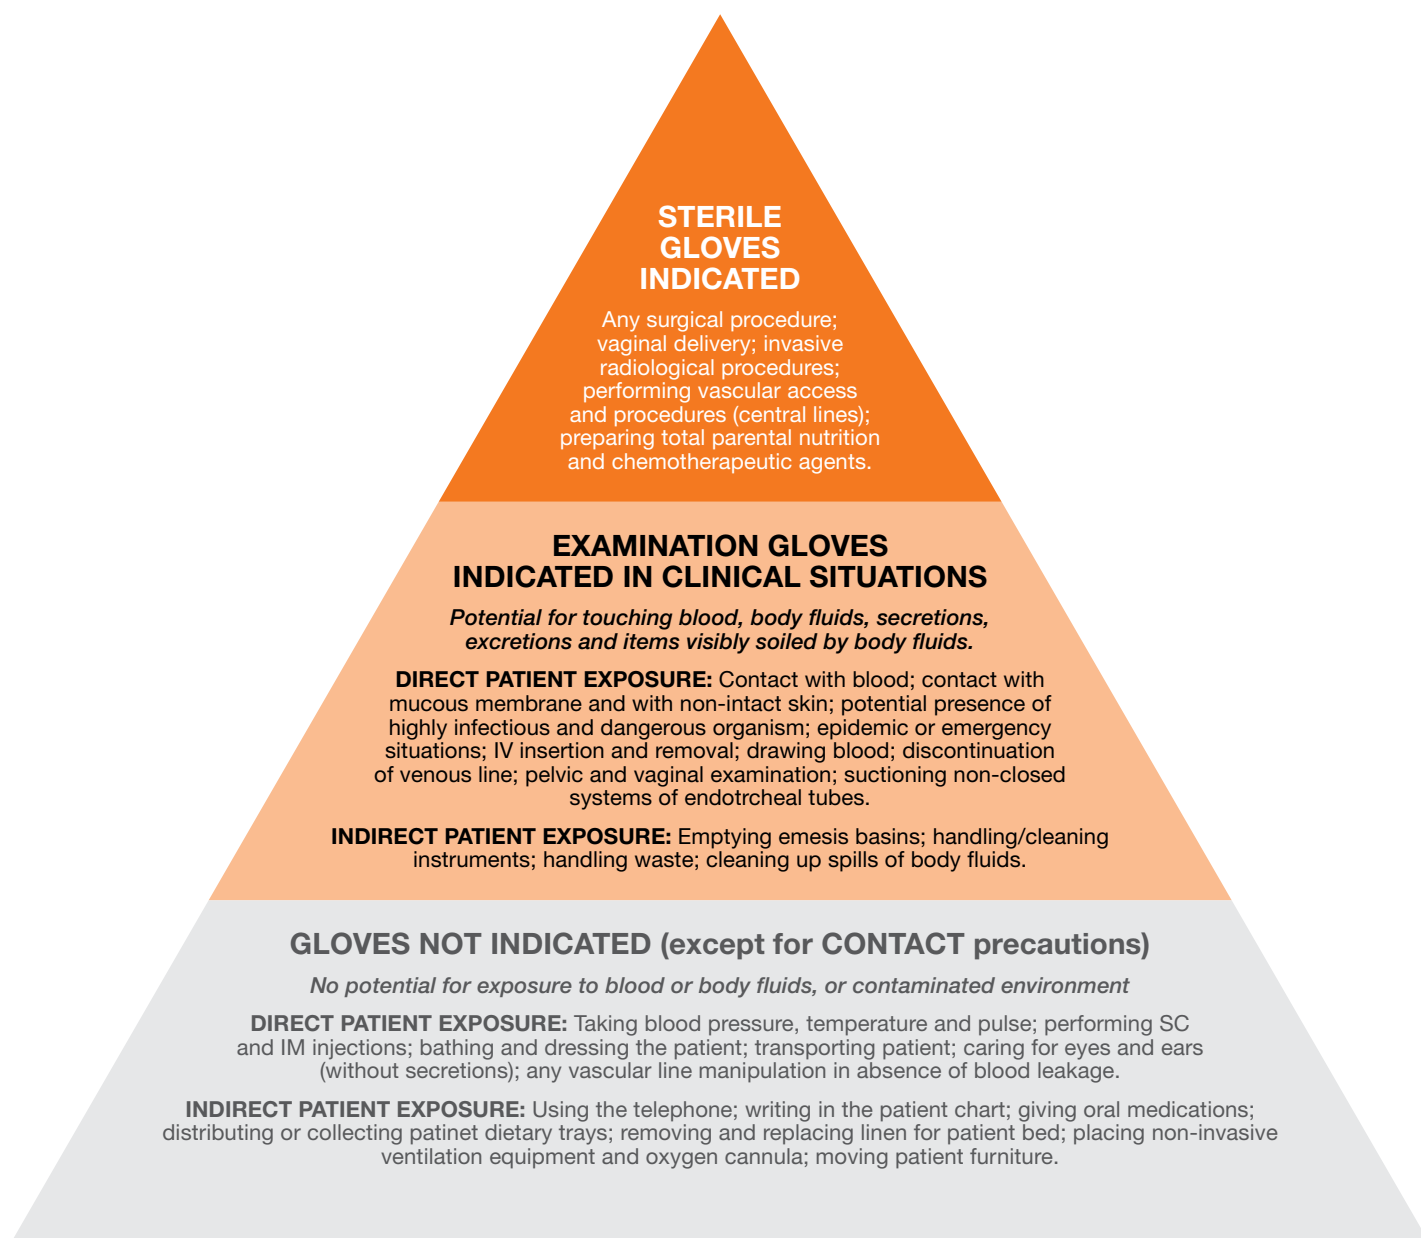 STERILE
GLOVES
INDICATED
Any surgical procedure;
vaginal delivery; invasive
radiological procedures;
performing vascular access
and procedures (central lines);
preparing total parental nutrition
and chemotherapeutic agents.
EXAMINATION GLOVES
INDICATED IN CLINICAL SITUATIONS
Potential for touching blood, body fluids, secretions,
excretions and items visibly soiled by body fluids.
DIRECT PATIENT EXPOSURE: Contact with blood; contact with
mucous membrane and with non-intact skin; potential presence of
highly infectious and dangerous organism; epidemic or emergency
situations; IV insertion and removal; drawing blood; discontinuation
of venous line; pelvic and vaginal examination; suctioning non-closed
systems of endotrcheal tubes.
INDIRECT PATIENT EXPOSURE: Emptying emesis basins; handling/cleaning
instruments; handling waste; cleaning up spills of body fluids.
GLOVES NOT INDICATED (except for CONTACT precautions)
No potential for exposure to blood or body fluids, or contaminated environment
DIRECT PATIENT EXPOSURE: Taking blood pressure, temperature and pulse; performing SC
and IM injections; bathing and dressing the patient; transporting patient; caring for eyes and ears
(without secretions); any vascular line manipulation in absence of blood leakage.
INDIRECT PATIENT EXPOSURE: Using the telephone; writing in the patient chart; giving oral medications;
distributing or collecting patinet dietary trays; removing and replacing linen for patient bed; placing non-invasive
ventilation equipment and oxygen cannula; moving patient furniture.